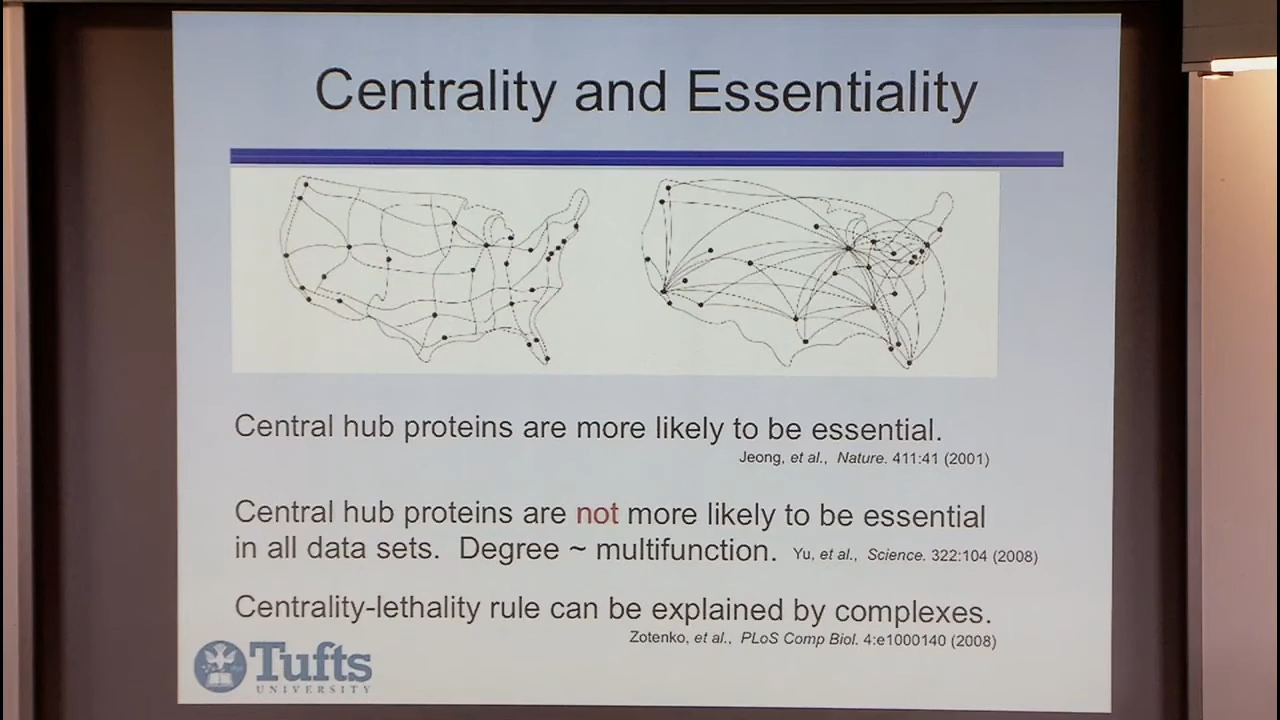 Centrality and Essentiality
Central hub proteins are more likely to be essential.
Jeong, et al., Nature. 411:41 (2001)
Central hub proteins are not more likely to be essential
in all data sets. Degree ~ multifunction. Yu, et al., Science. 322:104 (2008)
Centrality-lethality rule can be explained by complexes.
Zotenko, et al., PLoS Comp Biol. 4:e1000140 (2008)
Tufts
UNIVERSITY